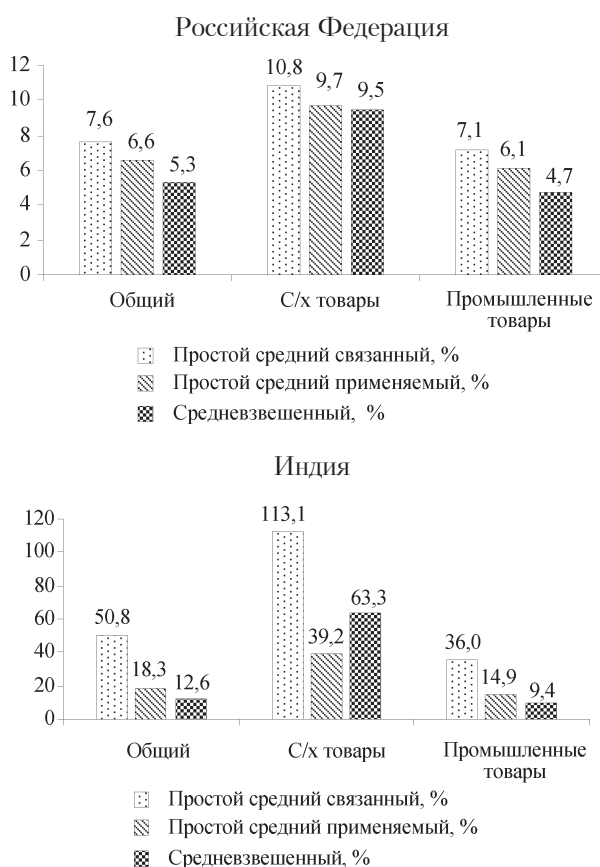 Российская Федерация
12
10
8
6
4
2
0
7,6
6,6
5,3
10,8
9,7
9,5
7,1
6,1
4,7
Общий
С/х товары
Промышленные
товары
Простой средний связанный, %
Простой средний применяемый, %
Средневзвешенный, %
Индия
120
100
80
60
40
20
0
50,8
18,3
12,6
113,1
39,2
63,3
36,0
14,9
9,4
Общий
С/х товары
Промышленные
товары
Простой средний связанный, %
Простой средний применяемый, %
Средневзвешенный, %